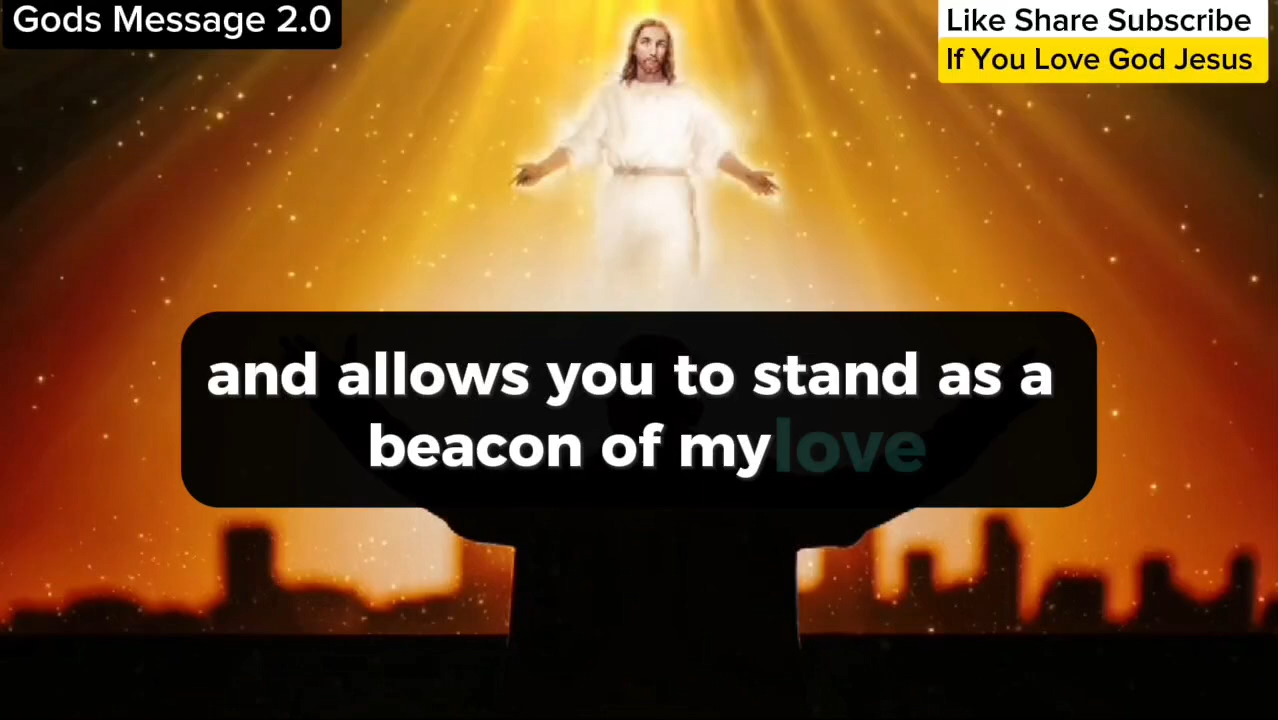 Gods Message 2.0
Like Share Subscribe
If You Love God Jesus
and allows you to stand as a
beacon of my love